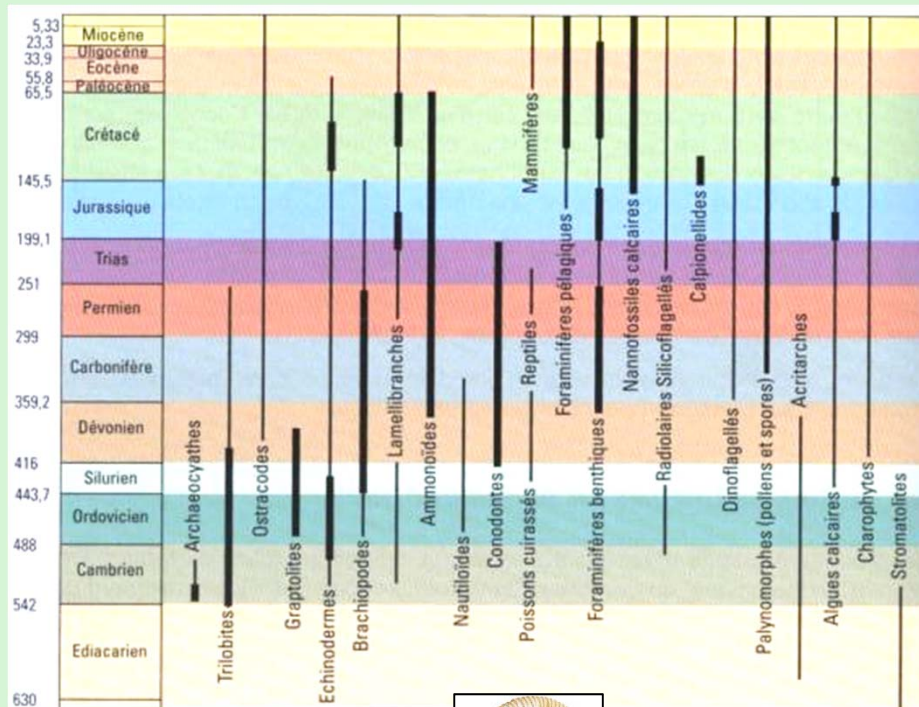 5,33
23,3
33,9
55,8
65,5
145,5
199,1
251
299
359,2
416
443,7
488
542
630
Miocène
Oligocène
Eocène
Paléocène
Crétacé
Jurassique
Trias
Permien
Carbonifère
Dévonien
Silurien
Ordovicien
Cambrien
Ediacarien
Archaeocyathes
Trilobites
Ostracodes
Graptolites
Echinodermes
Brachiopodes
Lamellibranches
Ammonoïdes
Nautiloïdes
Conodontes
Poissons cuirassés
Reptiles
Mammifères
Foraminifères pélagiques
Foraminifères benthiques
Nannofossiles calcaires
Radiolaires Silicoflagellés
Calpionellides
Dinoflagellés
Palynomorphes (pollens et spores)
Acritarches
Algues calcaires
Charophytes
Stromatolites